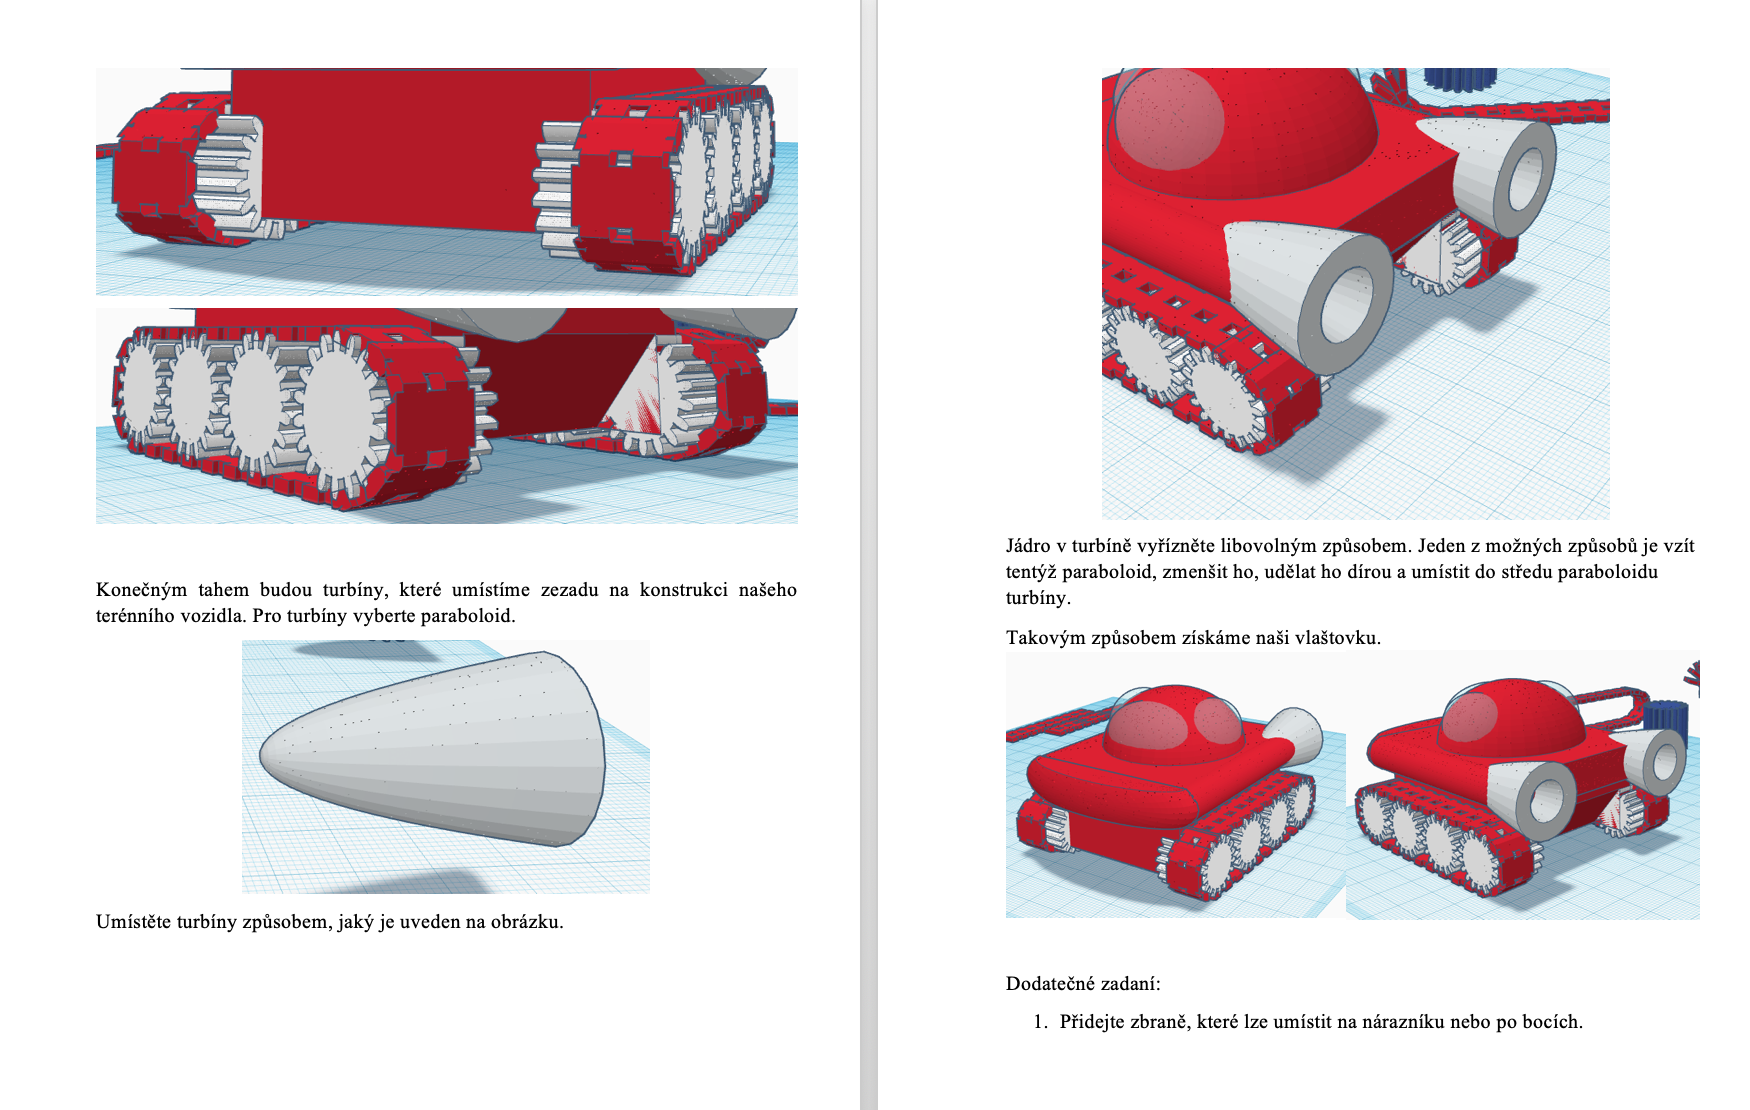 Konečným tahem budou turbíny, které umístíme zezadu na konstrukci našeho
terénního vozidla. Pro turbíny vyberte paraboloid.
Umístěte turbíny způsobem, jaký je uveden na obrázku.
Jádro v turbíně vyřízněte libovolným způsobem. Jeden z možných způsobů je vzít
tentýž paraboloid, zmenšit ho, udělat ho dírou a umístit do středu paraboloidu
turbíny.
Takovým způsobem získáme naši vlaštovku.
Dodatečné zadaní:
1. Přidejte zbraně, které lze umístit na nárazníku nebo po bocích.